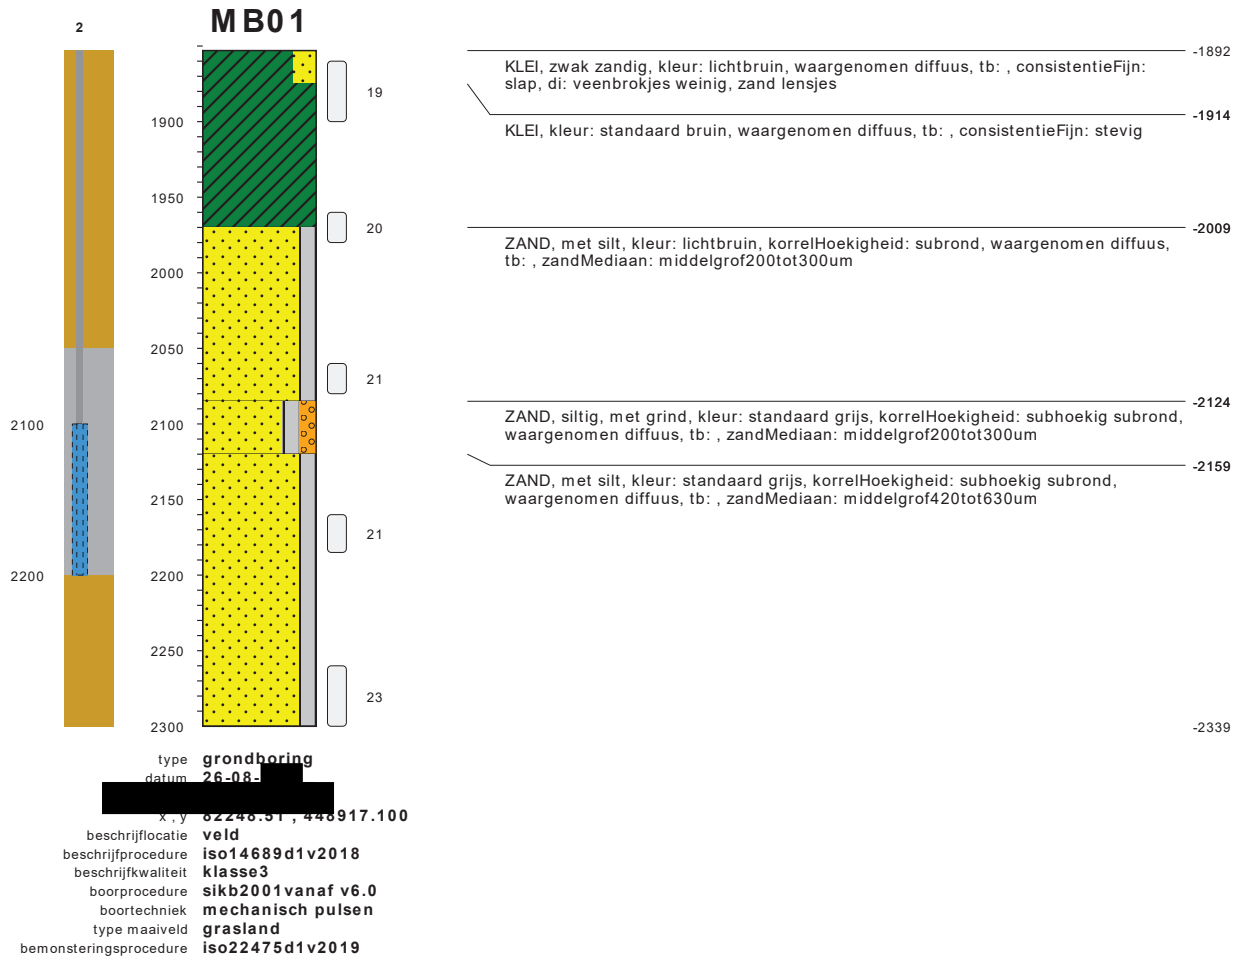 2
MB01
-1892
KLEI, zwak zandig, kleur: lichtbruin, waargenomen diffuus, tb: , consistentieFijn:
slap, di: veenbrokjes weinig, zand lensjes
19
-1914
1900
KLEI, kleur: standaard bruin, waargenomen diffuus, tb: , consistentieFijn: stevig
1950
20
-2009
ZAND, met silt, kleur: lichtbruin, korrelHoekigheid: subrond, waargenomen diffuus,
tb: , zandMediaan: middelgrof200tot300um
2000
2050
21
-2124
2100
2100
ZAND, siltig, met grind, kleur: standaard grijs, korrelHoekigheid: subhoekig subrond,
waargenomen diffuus, tb: , zandMediaan: middelgrof200tot300um
-2159
ZAND, met silt, kleur: standaard grijs, korrelHoekigheid: subhoekig subrond,
waargenomen diffuus, tb: , zandMediaan: middelgrof420tot630um
2150
21
2200
2200
2250
23
2300
-2339
type grondboring
datum 26-08-
x,y 82248.51 , 448917.100
beschrijflocatie veld
beschrijfprocedure iso14689d1v2018
beschrijfkwaliteit klasse3
boorprocedure sikb2001vanaf v6.0
boortechniek mechanisch pulsen
type maaiveld grasland
bemonsteringsprocedure iso22475d1v2019